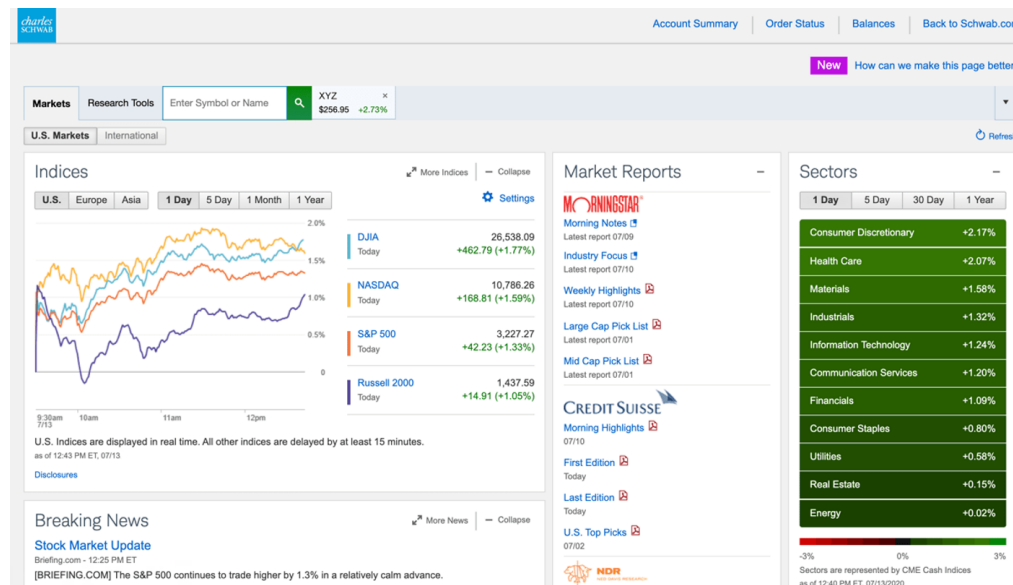 charles
SCHWAB
Account Summary
Order Status
Balances
Back to Schwab.co
New
How can we make this page better
Markets
Research Tools
Enter Symbol or Name
XYZ ×
$256.95 +2.73%
U.S. Markets
International
Refres
Indices
More Indices
Collapse
U.S. Europe Asia
1 Day 5 Day 1 Month 1 Year
Settings
2.0%
1.5%
1.0%
0.5%
0
9:30am 10am 11am 12pm
7/13
DJIA 26,538.09
Today +462.79 (+1.77%)
NASDAQ 10,786.26
Today +168.81 (+1.59%)
S&P 500 3,227.27
Today +42.23 (+1.33%)
Russell 2000 1,437.59
Today +14.91 (+1.05%)
U.S. Indices are displayed in real time. All other indices are delayed by at least 15 minutes.
as of 12:43 PM ET, 07/13
Disclosures
Breaking News
More News
Collapse
Stock Market Update
Briefing.com - 12:25 PM ET
[BRIEFING.COM] The S&P 500 continues to trade higher by 1.3% in a relatively calm advance.
Market Reports
MORNINGSTAR®
Morning Notes
Latest report 07/09
Industry Focus
Latest report 07/10
Weekly Highlights
Latest report 07/10
Large Cap Pick List
Latest report 07/01
Mid Cap Pick List
Latest report 07/01
CREDIT SUISSE
Morning Highlights
07/10
First Edition
Today
Last Edition
Today
U.S. Top Picks
07/02
NDR
Sectors
1 Day 5 Day 30 Day 1 Year
Consumer Discretionary +2.17%
Health Care +2.07%
Materials +1.58%
Industrials +1.32%
Information Technology +1.24%
Communication Services +1.20%
Financials +1.09%
Consumer Staples +0.80%
Utilities +0.58%
Real Estate +0.15%
Energy +0.02%
-3% 0% 3%
Sectors are represented by CME Cash Indices
as of 12:40 PM ET, 07/13/2020